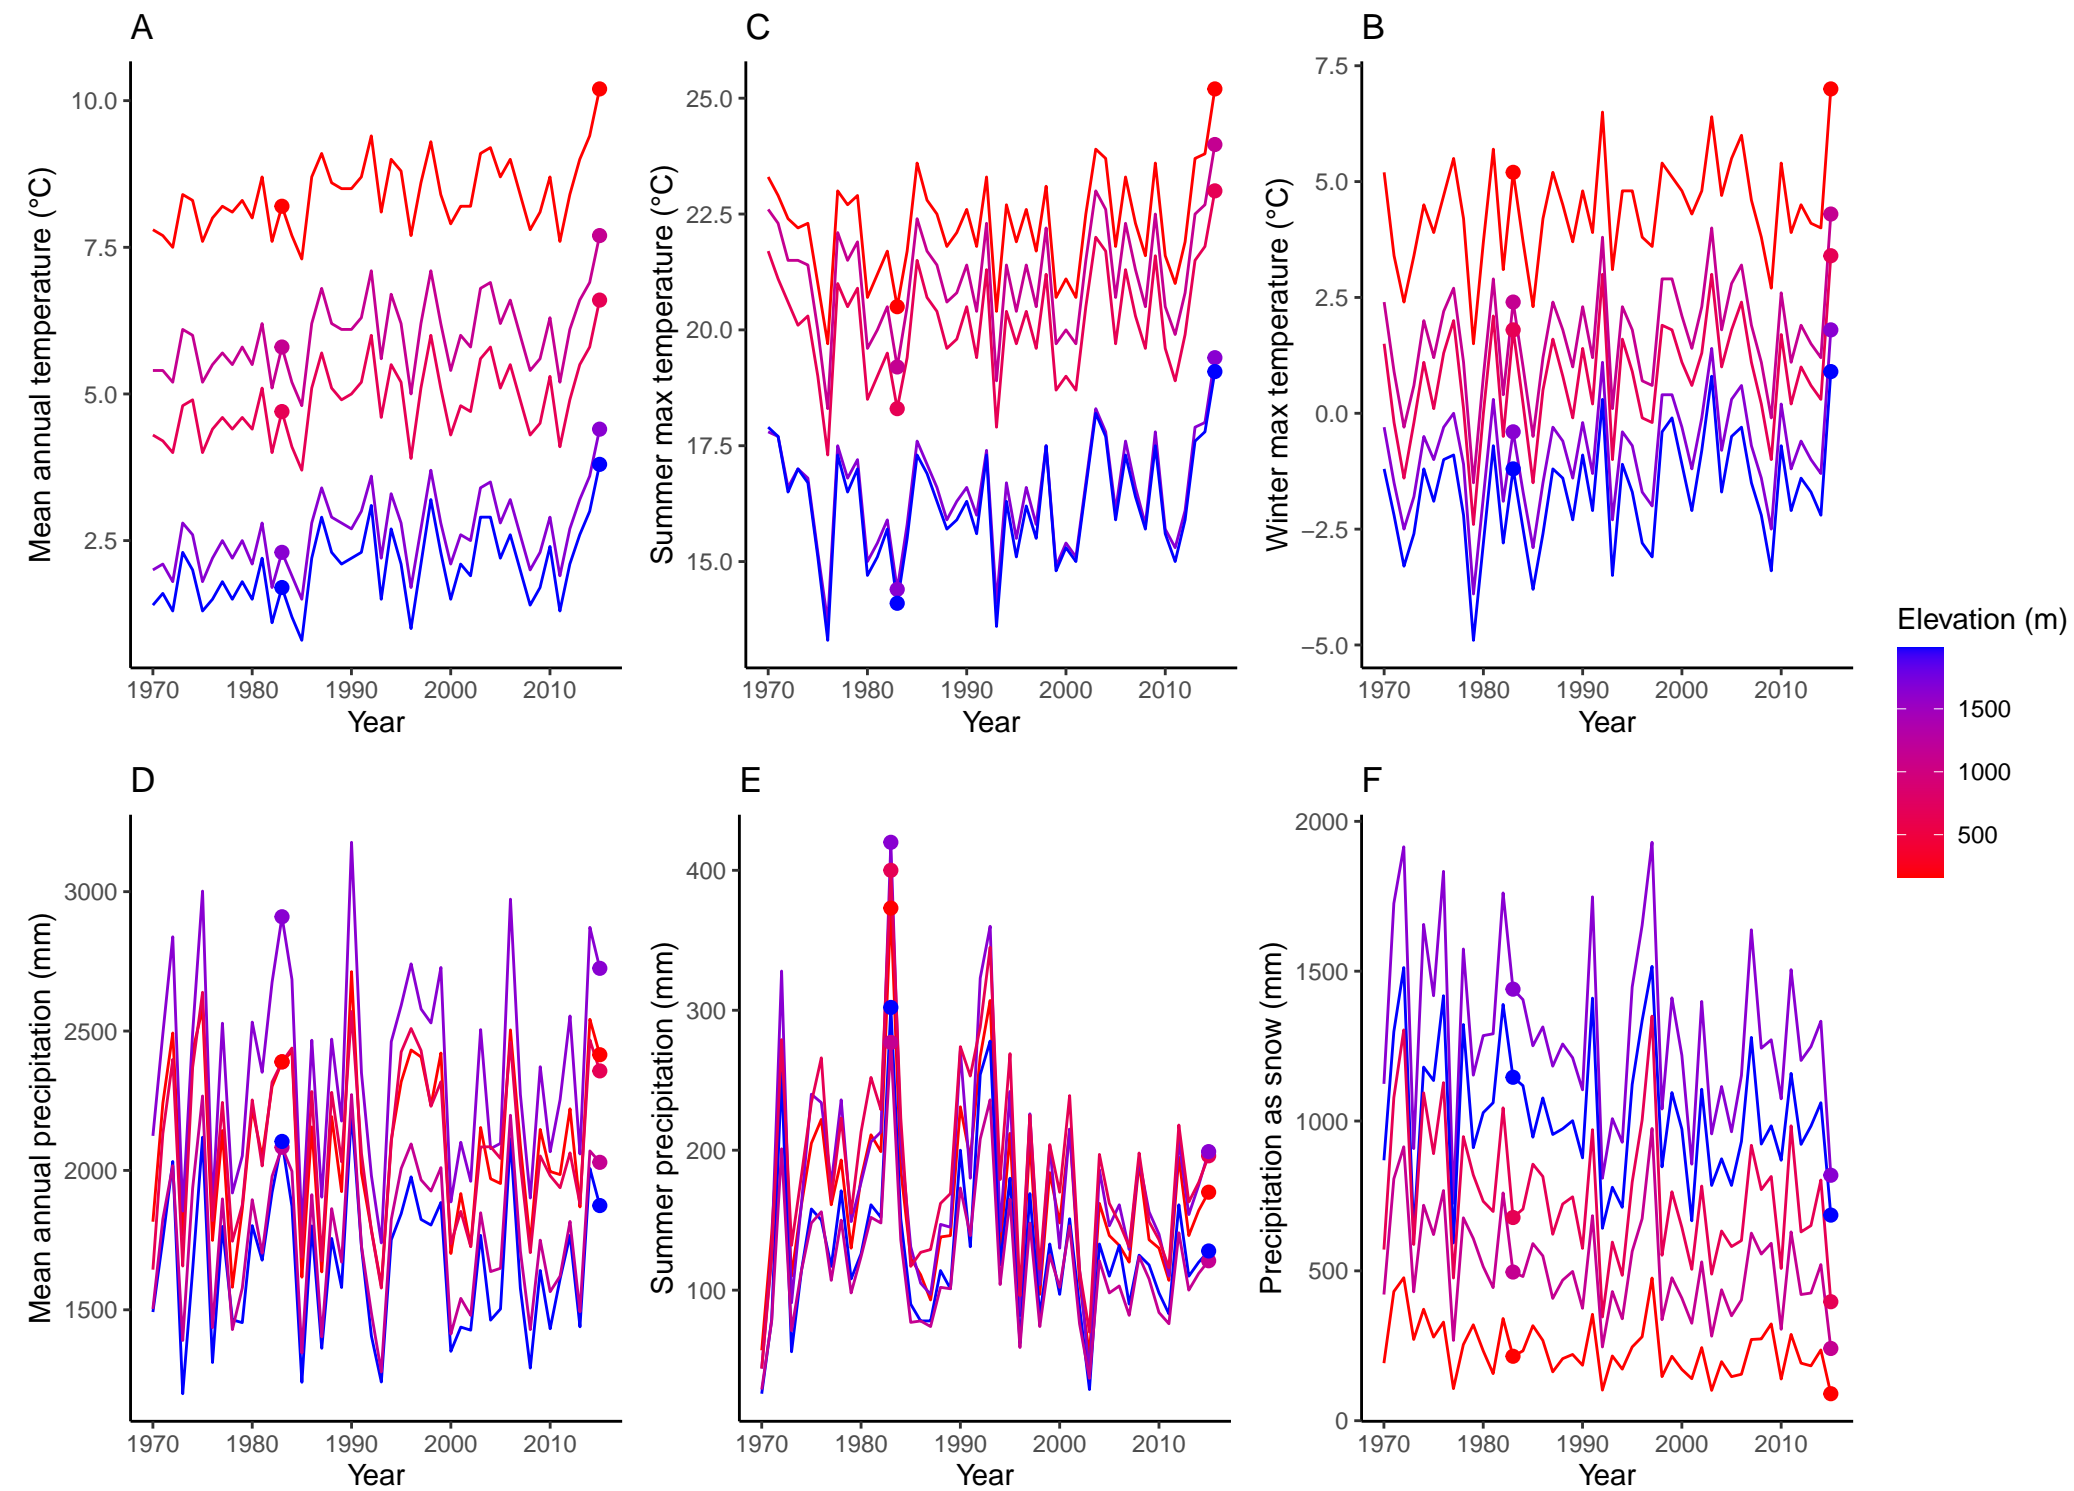 A
Mean annual temperature (°C)
10.0
7.5
5.0
2.5
1970 1980 1990 2000 2010
Year
C
Summer max temperature (°C)
25.0
22.5
20.0
17.5
15.0
1970 1980 1990 2000 2010
Year
B
Winter max temperature (°C)
7.5
5.0
2.5
0.0
−2.5
−5.0
1970 1980 1990 2000 2010
Year
Elevation (m)
1500
1000
500
D
Mean annual precipitation (mm)
3000
2500
2000
1500
1970 1980 1990 2000 2010
Year
E
Summer precipitation (mm)
400
300
200
100
1970 1980 1990 2000 2010
Year
F
Precipitation as snow (mm)
2000
1500
1000
500
0
1970 1980 1990 2000 2010
Year